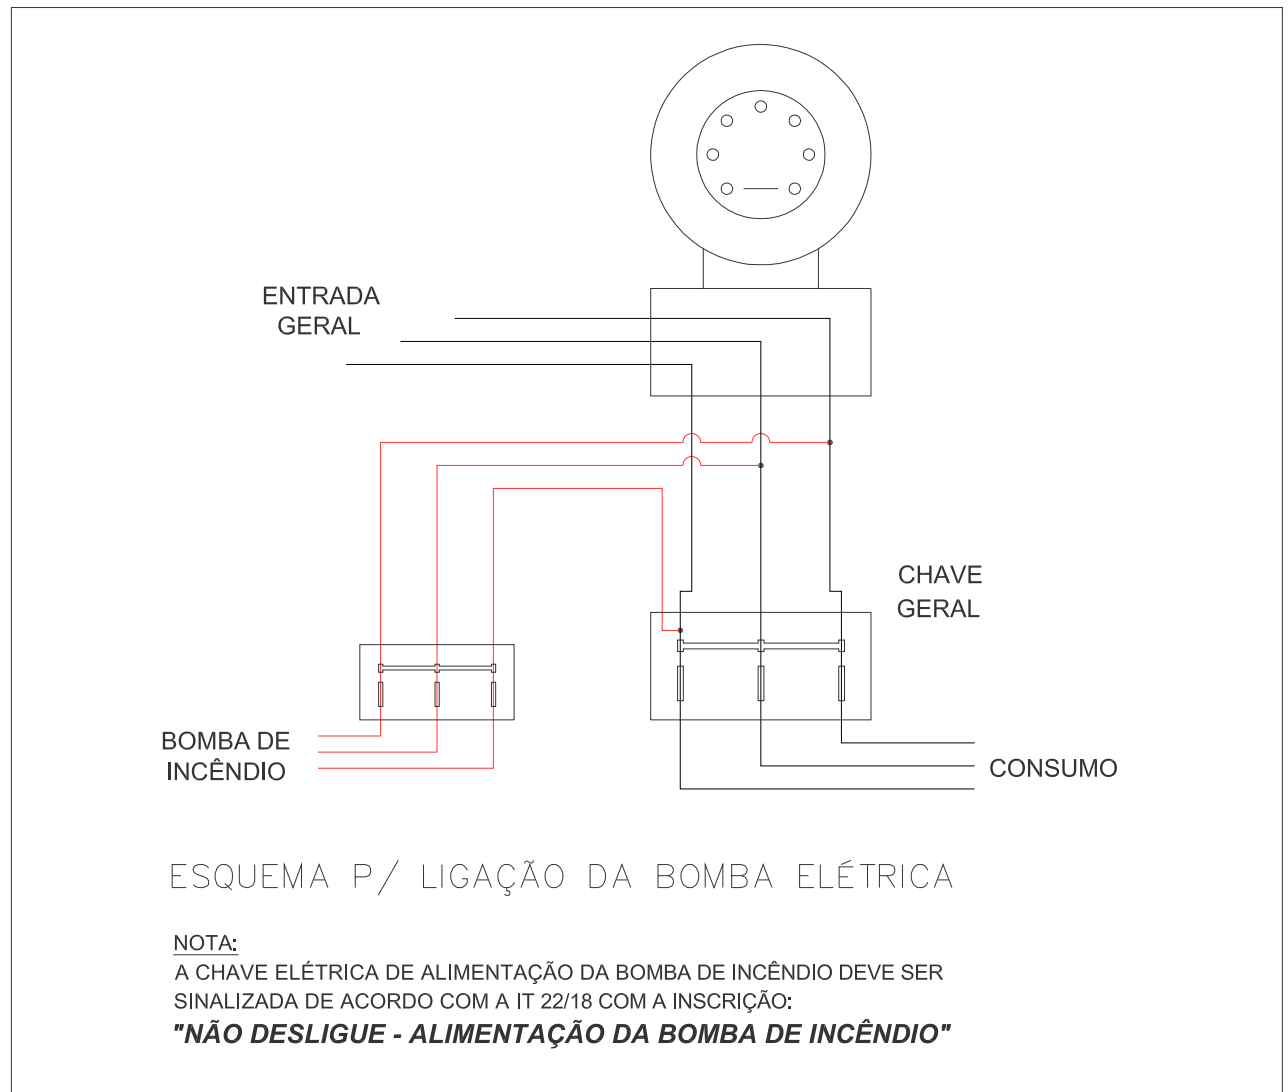 ENTRADA
GERAL
CHAVE
GERAL
BOMBA DE
INCÊNDIO
CONSUMO
ESQUEMA P/ LIGAÇÃO DA BOMBA ELÉTRICA
NOTA:
A CHAVE ELÉTRICA DE ALIMENTAÇÃO DA BOMBA DE INCÊNDIO DEVE SER
SINALIZADA DE ACORDO COM A IT 22/18 COM A INSCRIÇÃO:
"NÃO DESLIGUE - ALIMENTAÇÃO DA BOMBA DE INCÊNDIO"